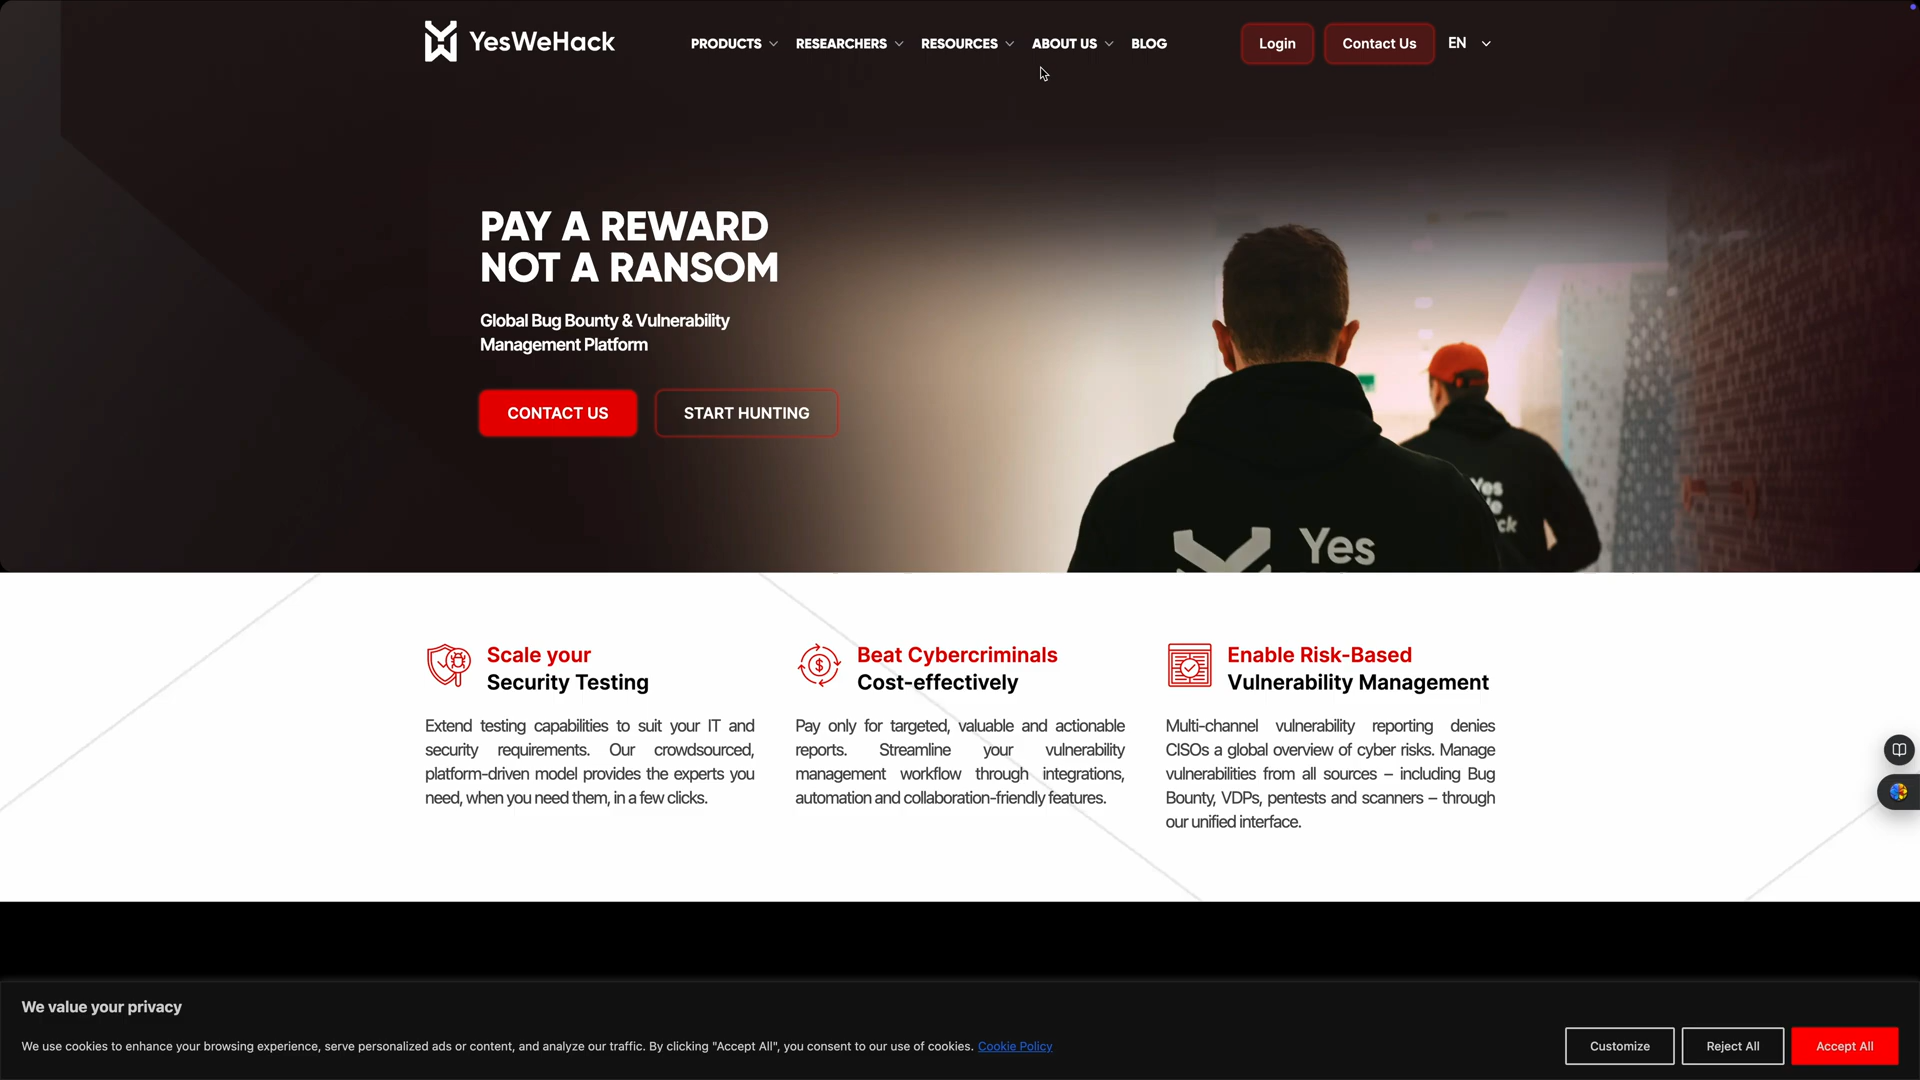 YesWeHack
PRODUCTS
RESEARCHERS
RESOURCES
ABOUT US
BLOG
Login
Contact Us
EN
PAY A REWARD
NOT A RANSOM
Global Bug Bounty & Vulnerability
Management Platform
CONTACT US
START HUNTING
Yes
Yes
Scale your
Security Testing
Extend testing capabilities to suit your IT and
security requirements. Our crowdsourced,
platform-driven model provides the experts you
need, when you need them, in a few clicks.
Beat Cybercriminals
Cost-effectively
Pay only for targeted, valuable and actionable
reports. Streamline your vulnerability
management workflow through integrations,
automation and collaboration-friendly features.
Enable Risk-Based
Vulnerability Management
Multi-channel vulnerability reporting denies
CISOs a global overview of cyber risks. Manage
vulnerabilities from all sources – including Bug
Bounty, VDPs, pentests and scanners – through
our unified interface.
We value your privacy
We use cookies to enhance your browsing experience, serve personalized ads or content, and analyze our traffic. By clicking "Accept All", you consent to our use of cookies. Cookie Policy
Customize
Reject All
Accept All